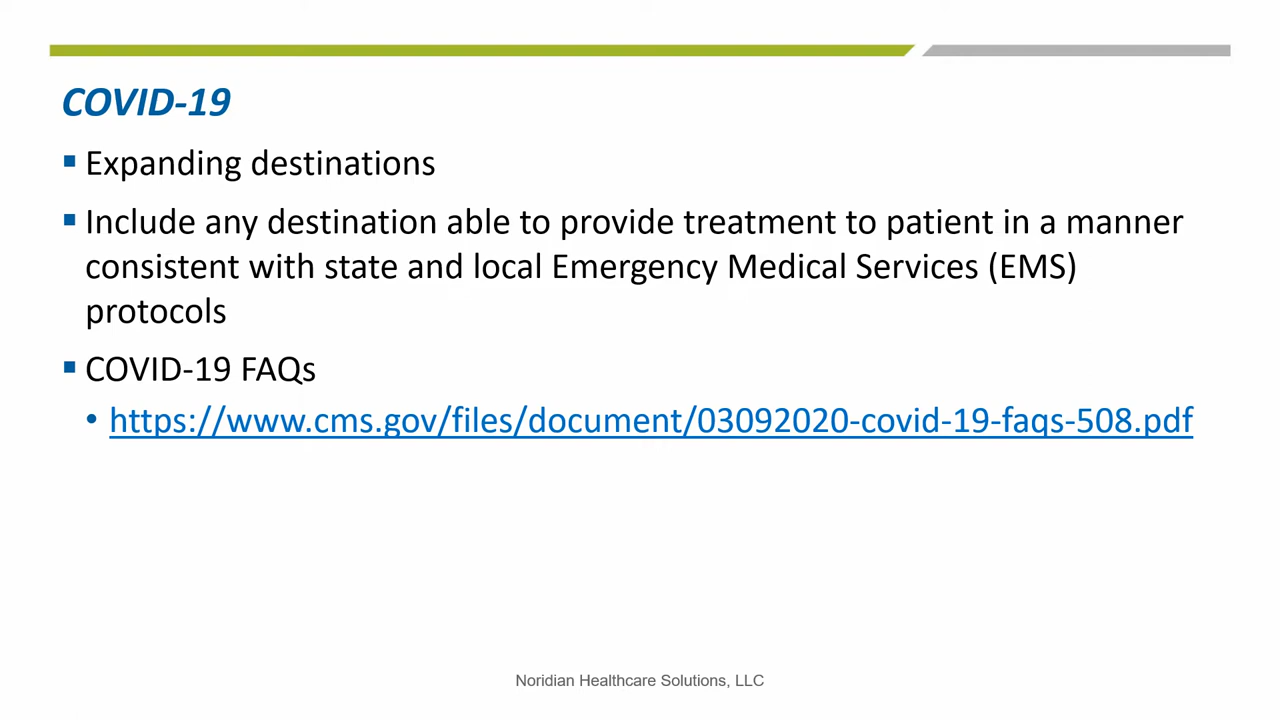 COVID-19
▪ Expanding destinations
▪ Include any destination able to provide treatment to patient in a manner
consistent with state and local Emergency Medical Services (EMS)
protocols
▪ COVID-19 FAQs
• https://www.cms.gov/files/document/03092020-covid-19-faqs-508.pdf
Noridian Healthcare Solutions, LLC